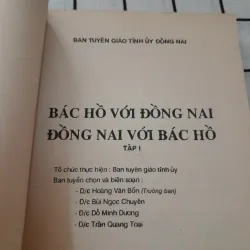 BAN TUYÊN GIÁO TỈNH ỦY ĐỒNG NAI
BÁC HỒ VỚI ĐỒNG NAI
ĐỒNG NAI VỚI BÁC HỒ
TẬP I
Tổ chức thực hiện : Ban tuyên giáo tỉnh ủy
Ban tuyển chọn và biên soạn :
- D/c Hoàng Văn Bổn (Trưởng ban)
- D/c Bùi Ngọc Chuyên
- D/c Đỗ Minh Dương
- D/c Trần Quang Toại